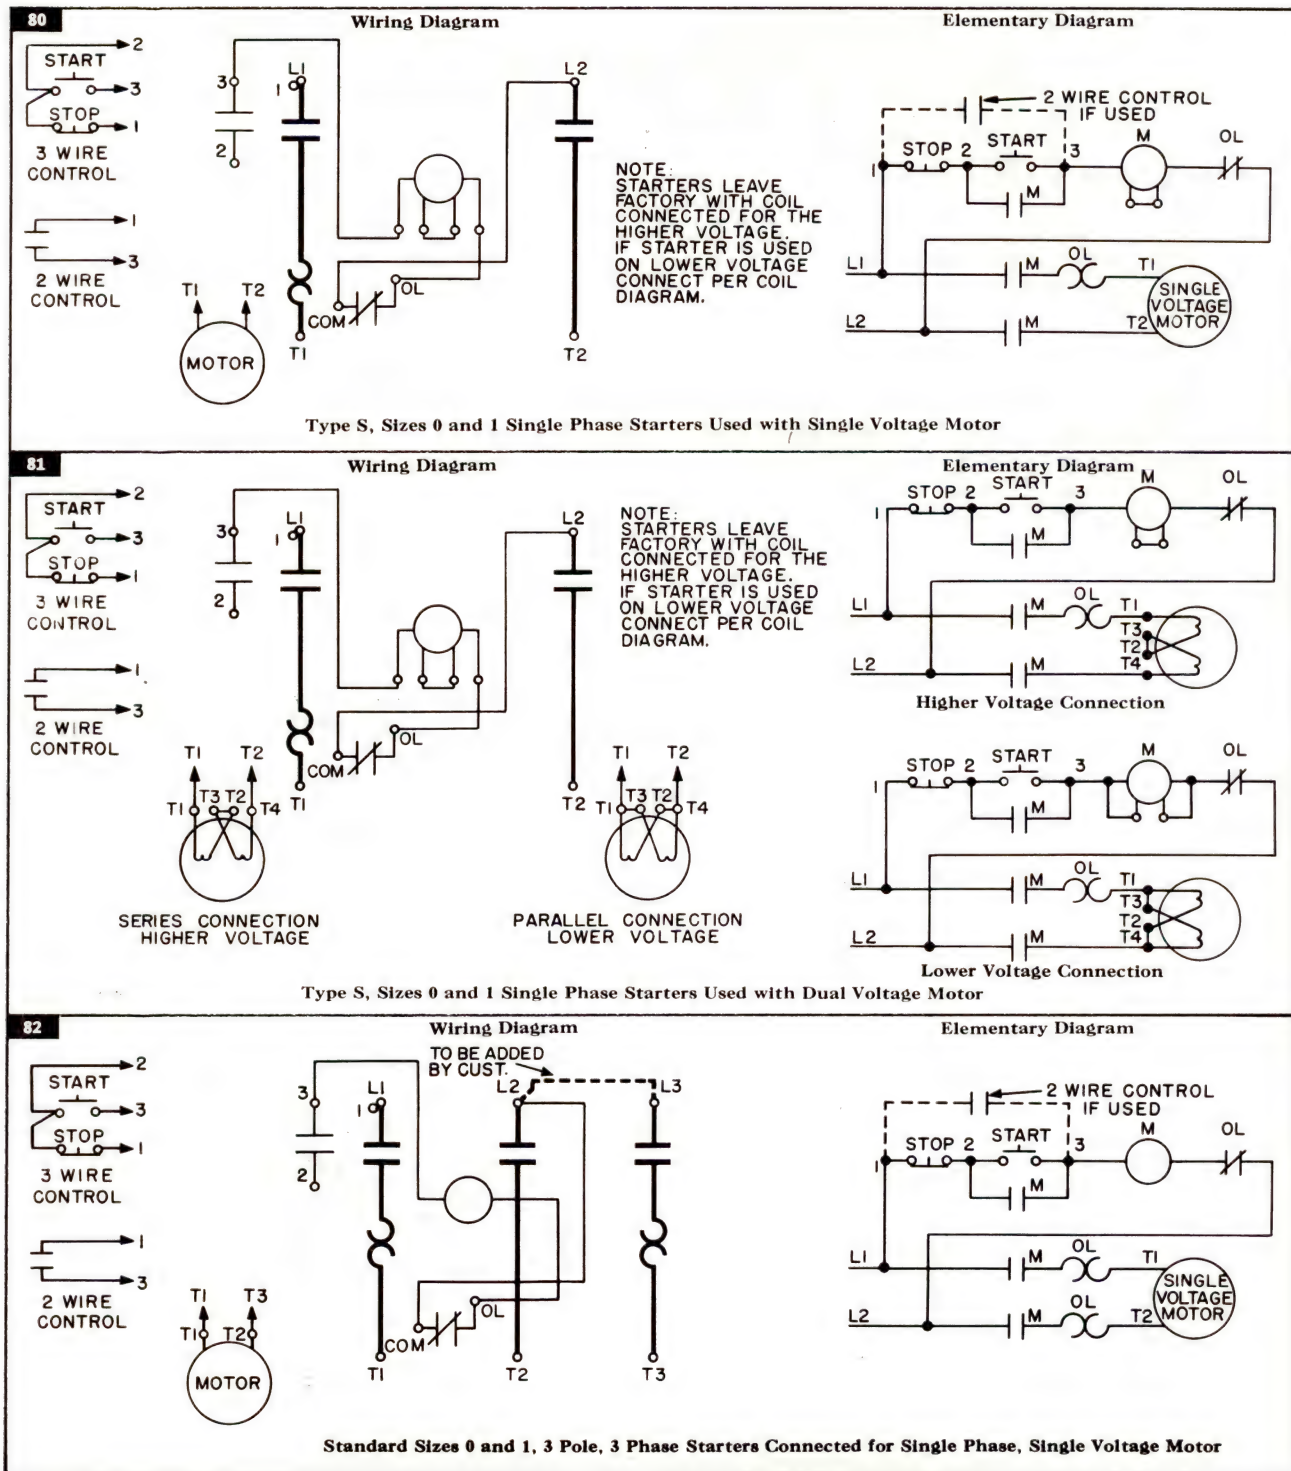 80
Wiring Diagram
Elementary Diagram
2
START
3
STOP
1
3 WIRE
CONTROL
1
3
2 WIRE
CONTROL
T1 T2
MOTOR
3
2
L1
1
COM
OL
T1
L2
T2
NOTE:
STARTERS LEAVE
FACTORY WITH COIL
CONNECTED FOR THE
HIGHER VOLTAGE.
IF STARTER IS USED
ON LOWER VOLTAGE
CONNECT PER COIL
DIAGRAM.
2 WIRE CONTROL
IF USED
1 STOP 2 START 3 M OL
M
L1 M OL T1
SINGLE
VOLTAGE
MOTOR
L2 M T2
Type S, Sizes 0 and 1 Single Phase Starters Used with Single Voltage Motor
81
Wiring Diagram
Elementary Diagram
2
START
3
STOP
1
3 WIRE
CONTROL
1
3
2 WIRE
CONTROL
3
2
L1
1
COM
OL
T1
L2
T2
NOTE:
STARTERS LEAVE
FACTORY WITH COIL
CONNECTED FOR THE
HIGHER VOLTAGE.
IF STARTER IS USED
ON LOWER VOLTAGE
CONNECT PER COIL
DIAGRAM.
T1 T2
T1 T3 T2 T4
SERIES CONNECTION
HIGHER VOLTAGE
T1 T2
T1 T3 T2 T4
PARALLEL CONNECTION
LOWER VOLTAGE
1 STOP 2 START 3 M OL
M
L1 M OL T1
T3
T2
L2 M T4
Higher Voltage Connection
1 STOP 2 START 3 M OL
M
L1 M OL T1
T3
T2
L2 M T4
Lower Voltage Connection
Type S, Sizes 0 and 1 Single Phase Starters Used with Dual Voltage Motor
82
Wiring Diagram
Elementary Diagram
2
START
3
STOP
1
3 WIRE
CONTROL
1
3
2 WIRE
CONTROL
T1 T3
T1 T2
MOTOR
TO BE ADDED
BY CUST.
3
2
L1
1
L2
L3
COM
OL
T1
T2
T3
2 WIRE CONTROL
IF USED
1 STOP 2 START 3 M OL
M
L1 M OL T1
SINGLE
VOLTAGE
MOTOR
L2 M OL T2
Standard Sizes 0 and 1, 3 Pole, 3 Phase Starters Connected for Single Phase, Single Voltage Motor